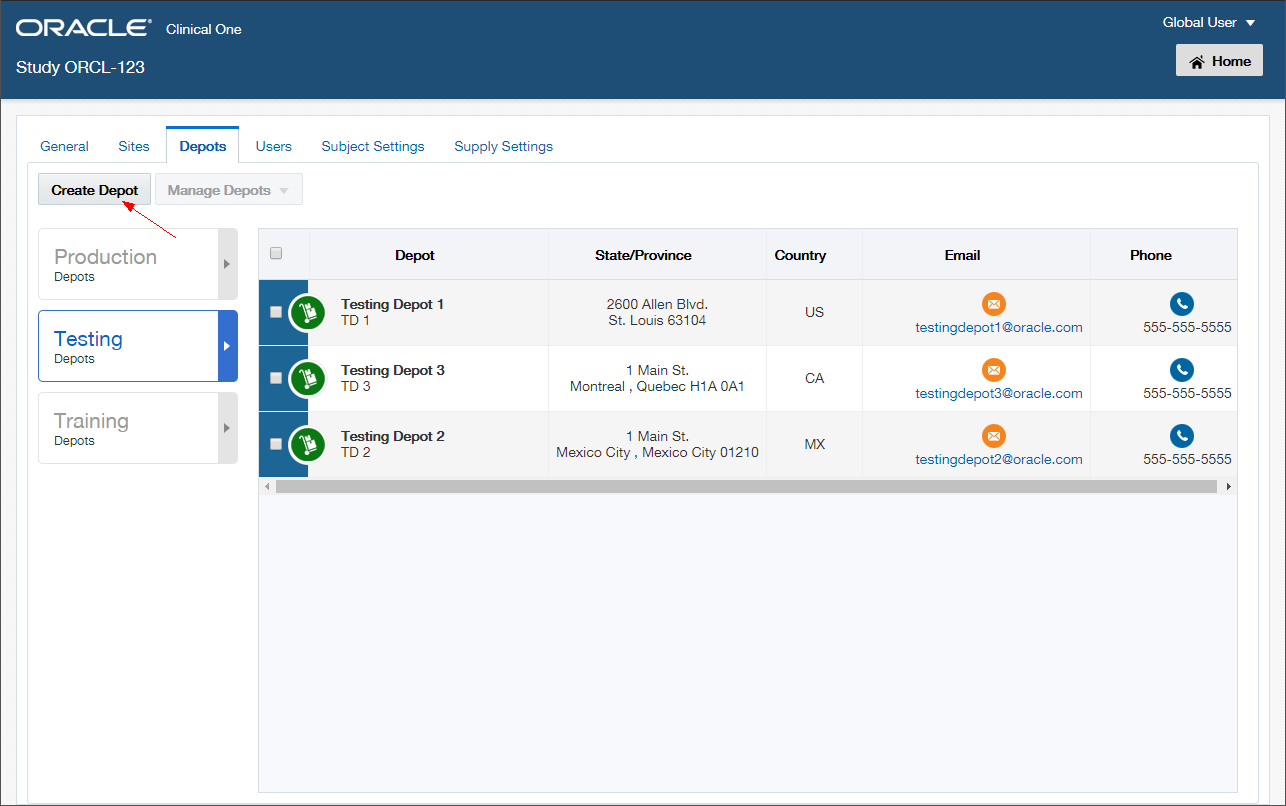 ORACLE® Clinical One
Global User
Study ORCL-123
Home
General Sites Depots Users Subject Settings Supply Settings
Create Depot Manage Depots
Production
Depots
Testing
Depots
Training
Depots
Depot State/Province Country Email Phone
Testing Depot 1
TD 1
2600 Allen Blvd.
St. Louis 63104
US
testingdepot1@oracle.com
555-555-5555
Testing Depot 3
TD 3
1 Main St.
Montreal , Quebec H1A 0A1
CA
testingdepot3@oracle.com
555-555-5555
Testing Depot 2
TD 2
1 Main St.
Mexico City , Mexico City 01210
MX
testingdepot2@oracle.com
555-555-5555